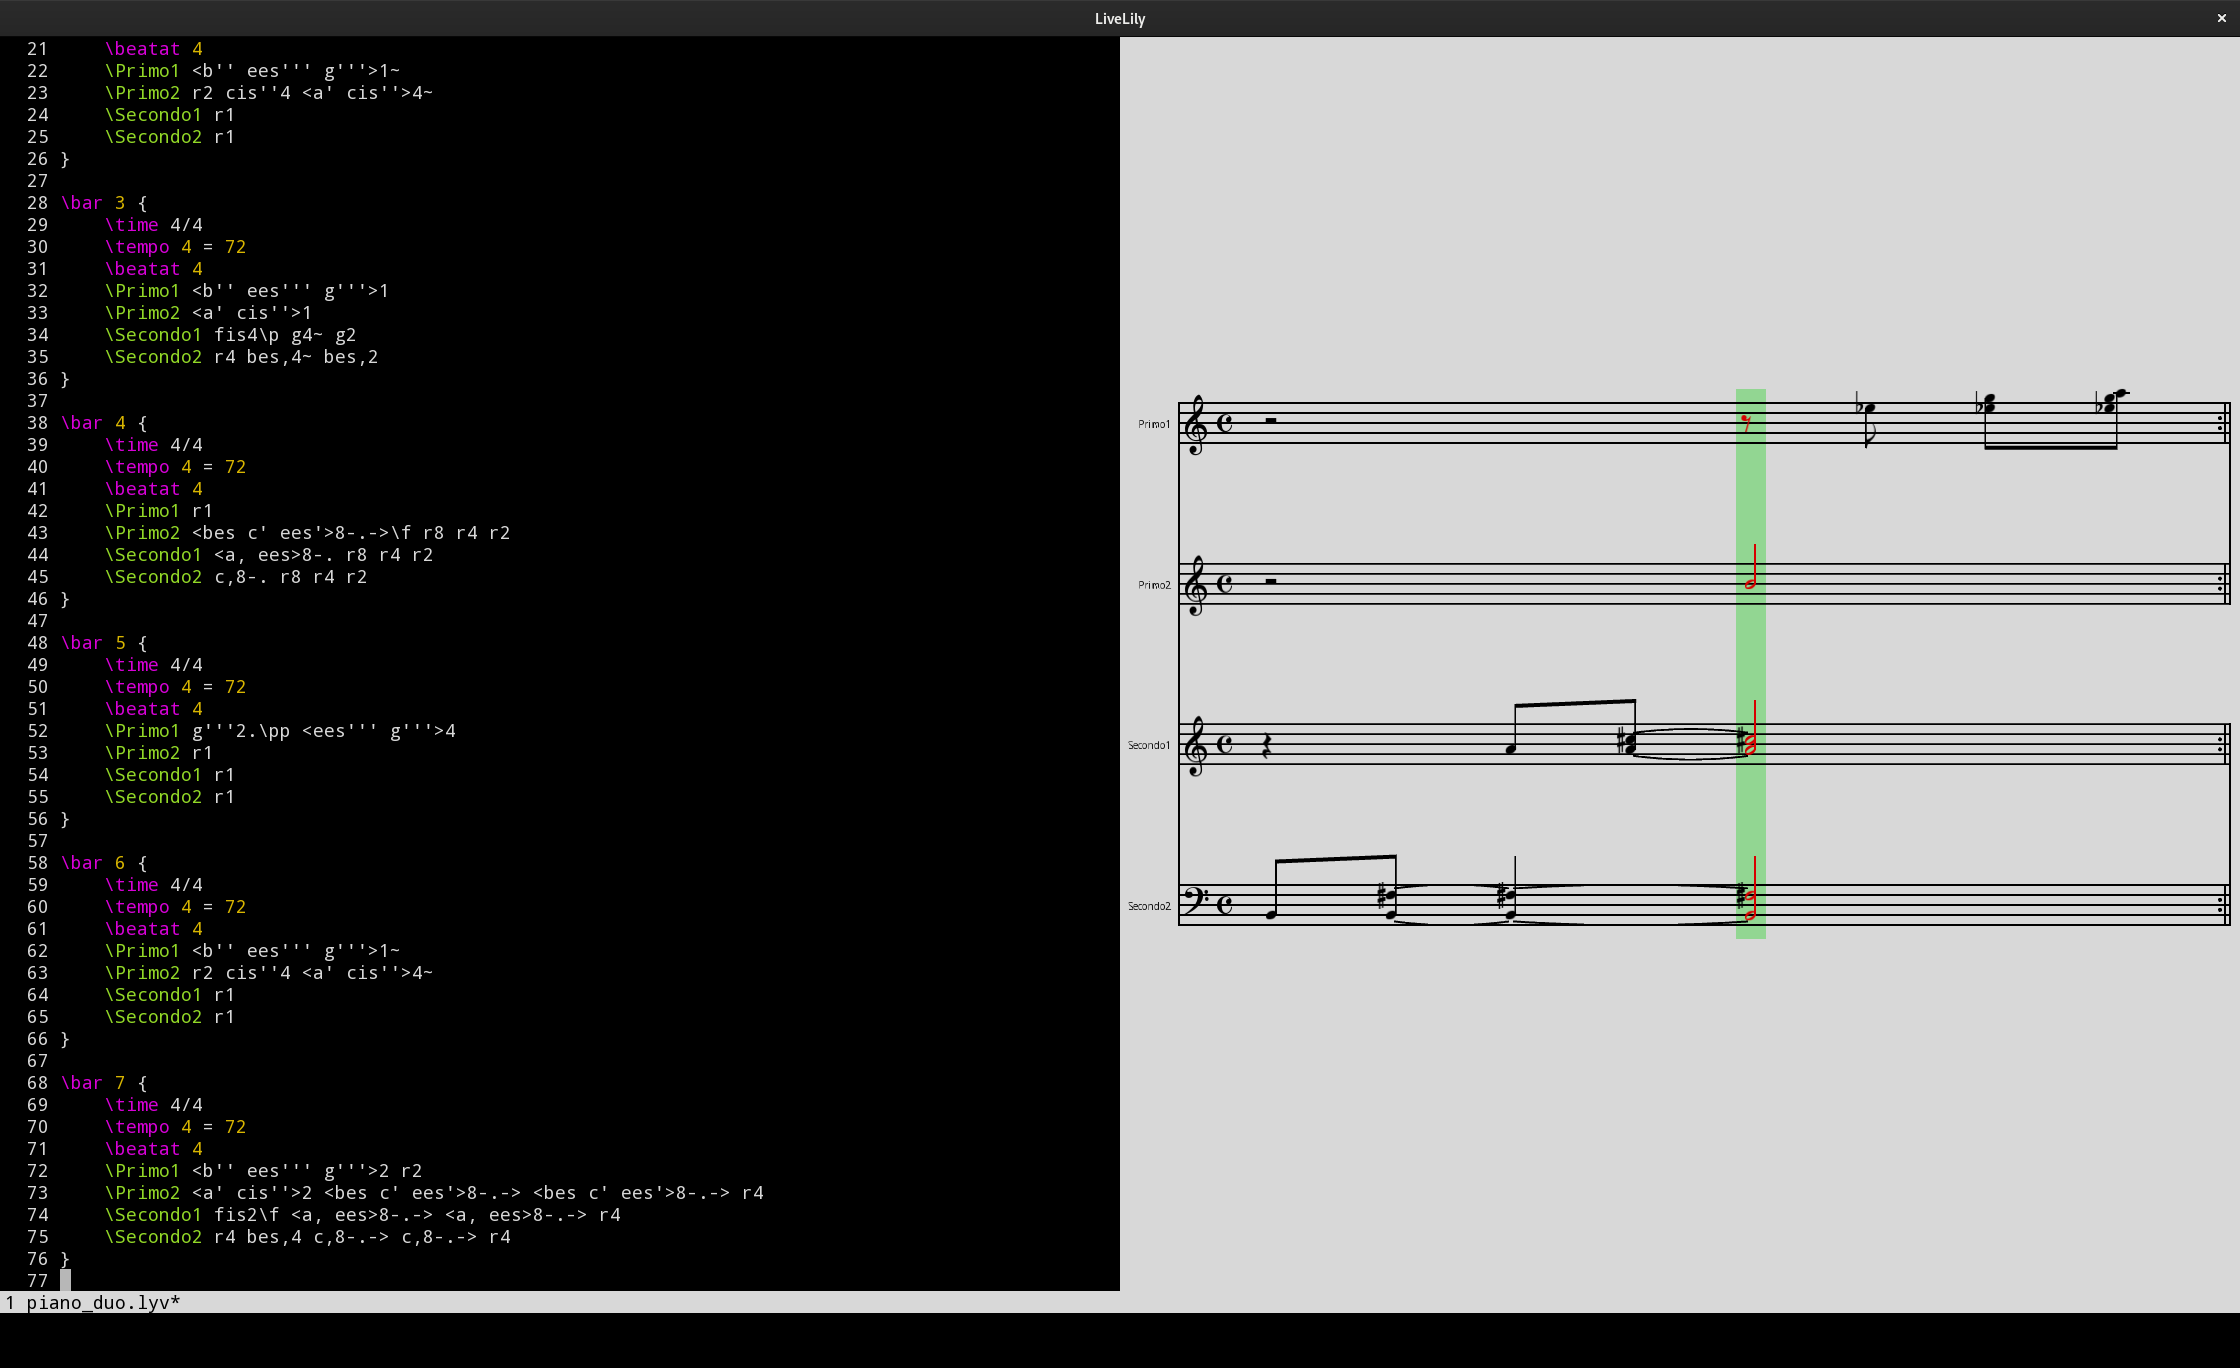 LiveLily ×
21 \beatat 4
22 \Primo1 <b'' ees''' g'''>1~
23 \Primo2 r2 cis''4 <a' cis''>4~
24 \Secondo1 r1
25 \Secondo2 r1
26 }
27
28 \bar 3 {
29 \time 4/4
30 \tempo 4 = 72
31 \beatat 4
32 \Primo1 <b'' ees''' g'''>1
33 \Primo2 <a' cis''>1
34 \Secondo1 fis4\p g4~ g2
35 \Secondo2 r4 bes,4~ bes,2
36 }
37
38 \bar 4 {
39 \time 4/4
40 \tempo 4 = 72
41 \beatat 4
42 \Primo1 r1
43 \Primo2 <bes c' ees'>8-.->\f r8 r4 r2
44 \Secondo1 <a, ees>8-. r8 r4 r2
45 \Secondo2 c,8-. r8 r4 r2
46 }
47
48 \bar 5 {
49 \time 4/4
50 \tempo 4 = 72
51 \beatat 4
52 \Primo1 g'''2.\pp <ees''' g'''>4
53 \Primo2 r1
54 \Secondo1 r1
55 \Secondo2 r1
56 }
57
58 \bar 6 {
59 \time 4/4
60 \tempo 4 = 72
61 \beatat 4
62 \Primo1 <b'' ees''' g'''>1~
63 \Primo2 r2 cis''4 <a' cis''>4~
64 \Secondo1 r1
65 \Secondo2 r1
66 }
67
68 \bar 7 {
69 \time 4/4
70 \tempo 4 = 72
71 \beatat 4
72 \Primo1 <b'' ees''' g'''>2 r2
73 \Primo2 <a' cis''>2 <bes c' ees'>8-.-> <bes c' ees'>8-.-> r4
74 \Secondo1 fis2\f <a, ees>8-.-> <a, ees>8-.-> r4
75 \Secondo2 r4 bes,4 c,8-.-> c,8-.-> r4
76 }
77
1 piano_duo.lyv*
Primo1
Primo2
Secondo1
Secondo2